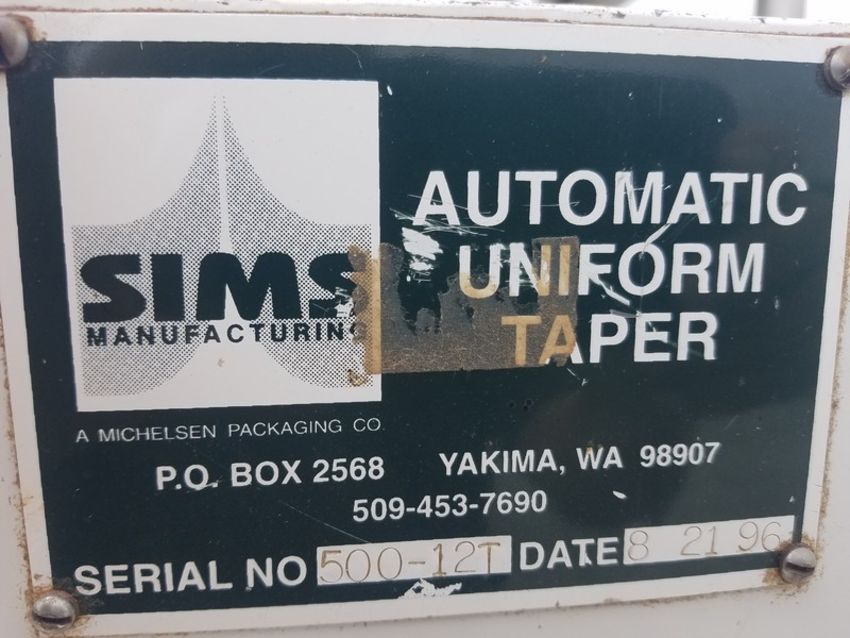 SIMS
MANUFACTURING
A MICHELSEN PACKAGING CO.
AUTOMATIC
UNIFORM
TAPER
P.O. BOX 2568 YAKIMA, WA 98907
509-453-7690
SERIAL NO 500-12T DATE 8 21 96